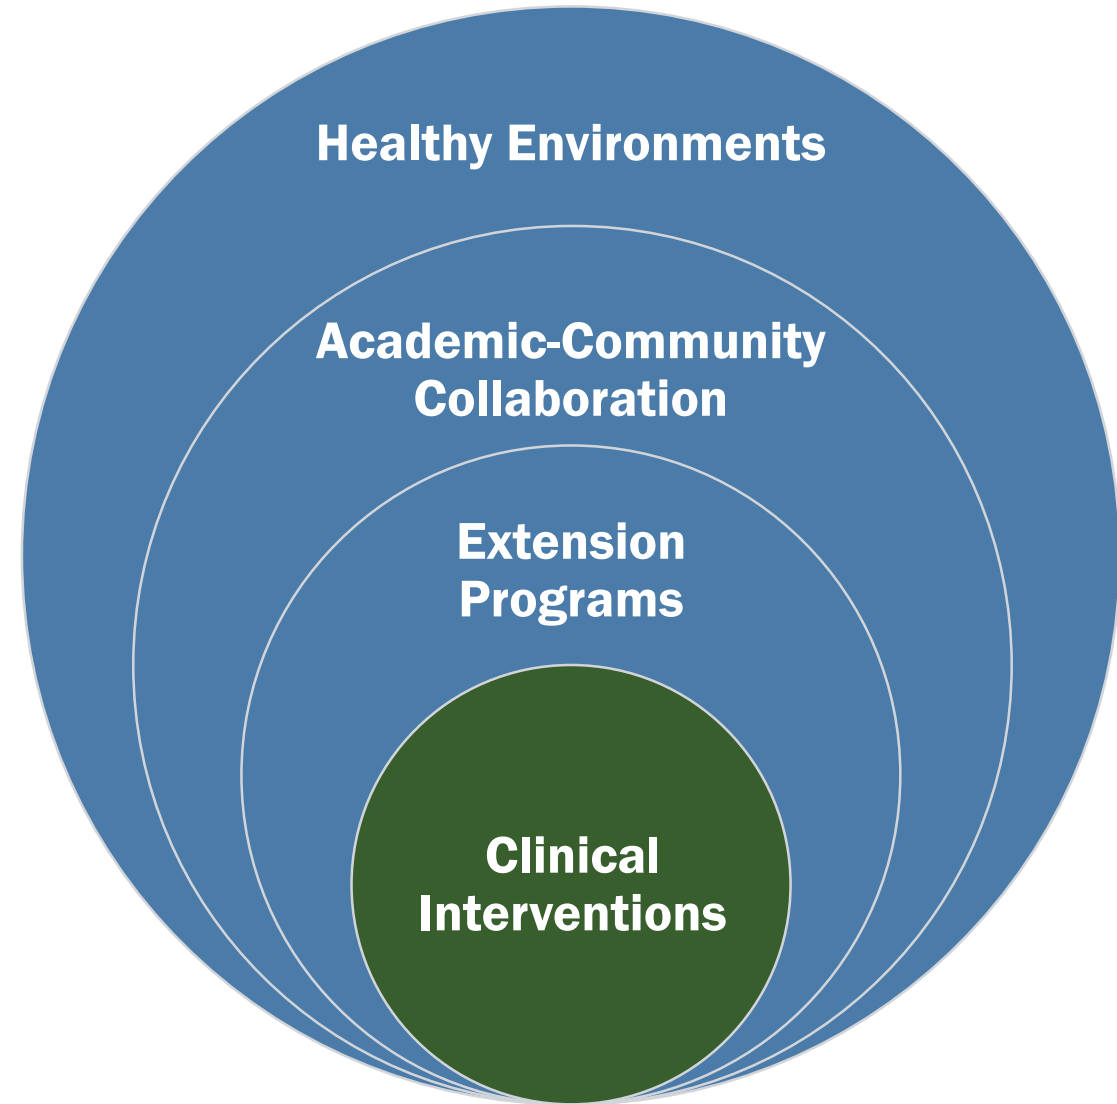 Healthy Environments
Academic-Community
Collaboration
Extension
Programs
Clinical
Interventions